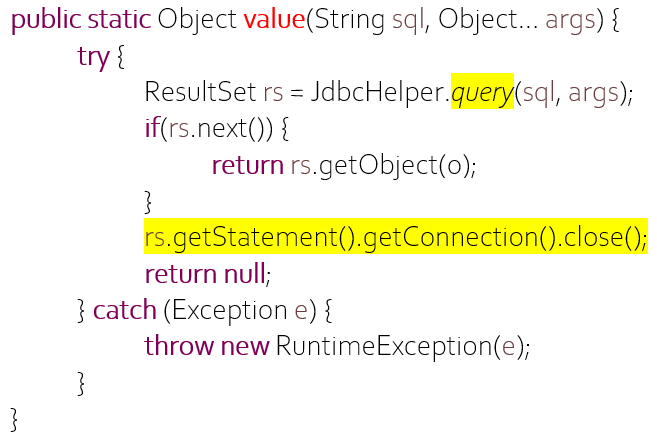 public static Object value(String sql, Object... args) {
try {
ResultSet rs = JdbcHelper.query(sql, args);
if(rs.next()) {
return rs.getObject(0);
}
rs.getStatement().getConnection().close();
return null;
} catch (Exception e) {
throw new RuntimeException(e);
}
}